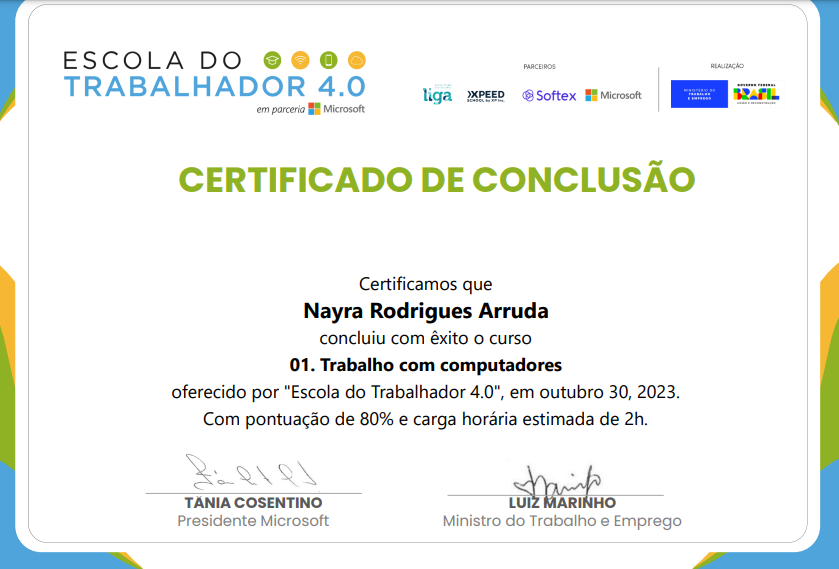 ESCOLA DO
TRABALHADOR 4.0
em parceria Microsoft
PARCEIROS
liga
XPEED
SCHOOL by XP Inc.
Softex
Microsoft
REALIZAÇÃO
MINISTÉRIO DO
TRABALHO
E EMPREGO
GOVERNO FEDERAL
BRASIL
UNIÃO E RECONSTRUÇÃO
CERTIFICADO DE CONCLUSÃO
Certificamos que
Nayra Rodrigues Arruda
concluiu com êxito o curso
01. Trabalho com computadores
oferecido por "Escola do Trabalhador 4.0", em outubro 30, 2023.
Com pontuação de 80% e carga horária estimada de 2h.
TÂNIA COSENTINO
Presidente Microsoft
LUIZ MARINHO
Ministro do Trabalho e Emprego